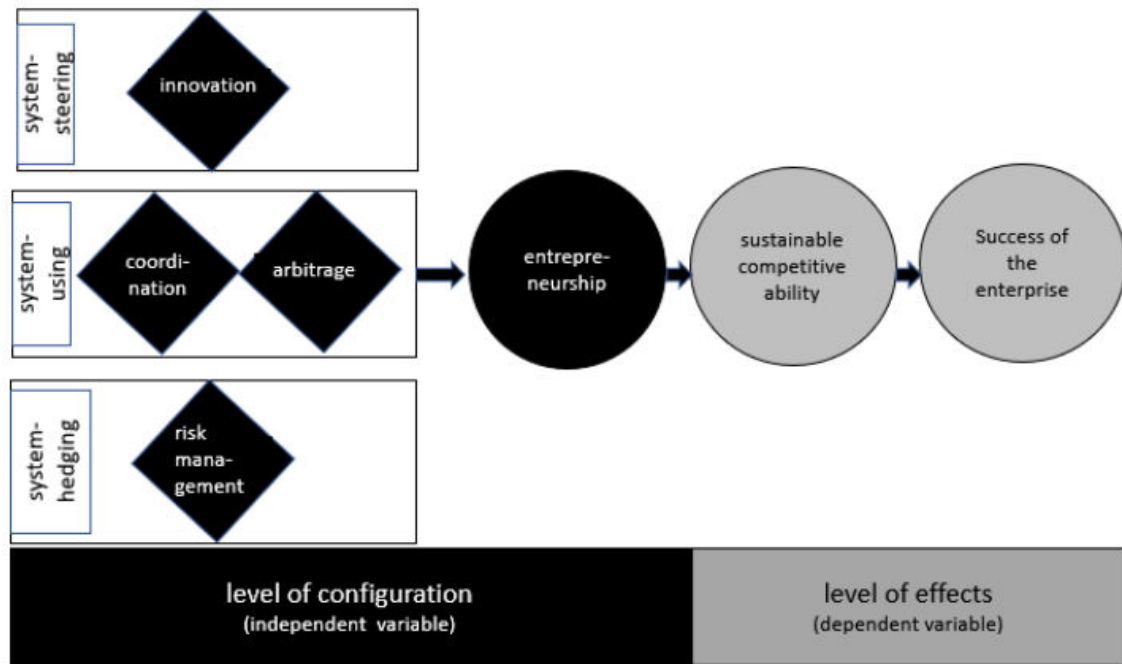 system-
steering
innovation
system-
using
coordi-
nation
arbitrage
entrepre-
neurship
sustainable
competitive
ability
Success of
the
enterprise
system-
hedging
risk
mana-
gement
level of configuration
(independent variable)
level of effects
(dependent variable)